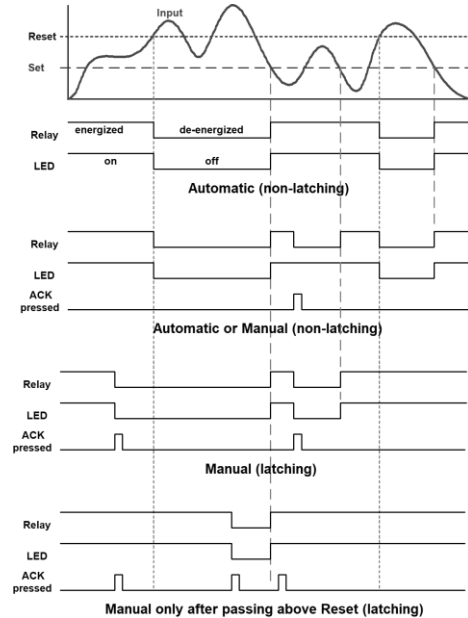 Input
Reset
Set
energized de-energized
Relay
on off
LED
Automatic (non-latching)
Relay
LED
ACK
pressed
Automatic or Manual (non-latching)
Relay
LED
ACK
pressed
Manual (latching)
Relay
LED
ACK
pressed
Manual only after passing above Reset (latching)